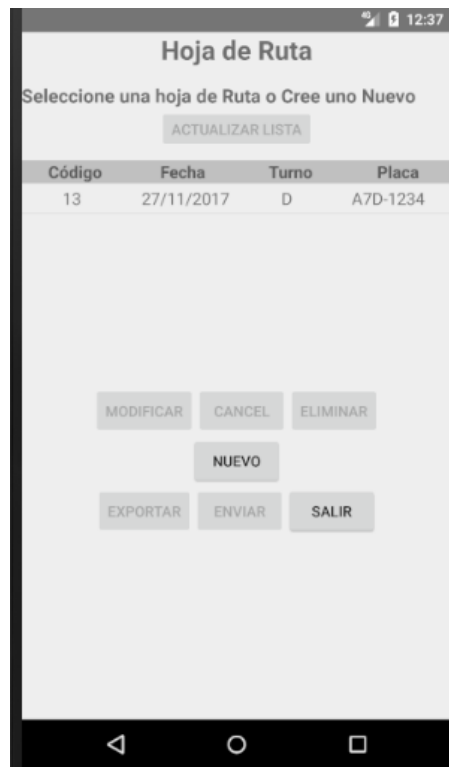 4G 12:37
Hoja de Ruta
Seleccione una hoja de Ruta o Cree uno Nuevo
ACTUALIZAR LISTA
Código Fecha Turno Placa
13 27/11/2017 D A7D-1234
MODIFICAR CANCEL ELIMINAR
NUEVO
EXPORTAR ENVIAR SALIR